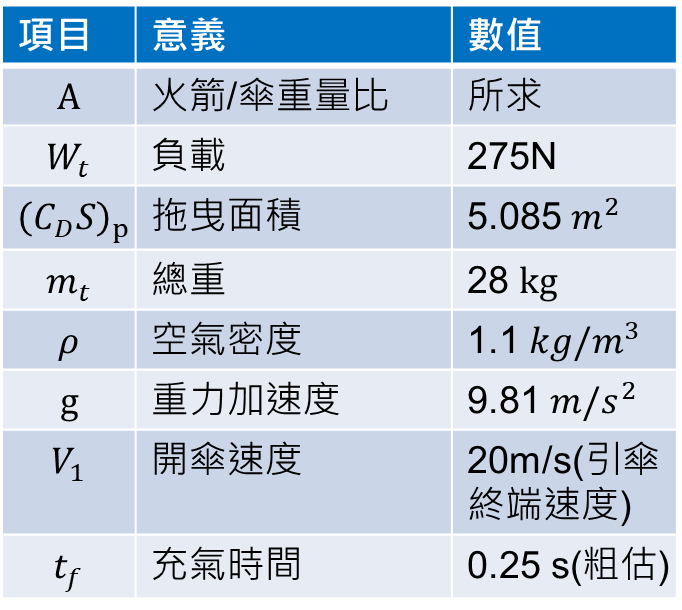 項目 意義 數值
A 火箭/傘重量比 所求
W_t 負載 275N
(C_D S)_p 拖曳面積 5.085 m^2
m_t 總重 28 kg
ρ 空氣密度 1.1 kg/m^3
g 重力加速度 9.81 m/s^2
V_1 開傘速度 20m/s(引傘
終端速度)
t_f 充氣時間 0.25 s(粗估)